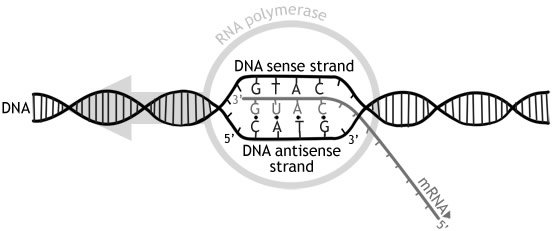 RNA polymerase
DNA sense strand
G T A C
3'
G U A C
DNA
C A T G
5'
3'
DNA antisense
strand
mRNA
5'